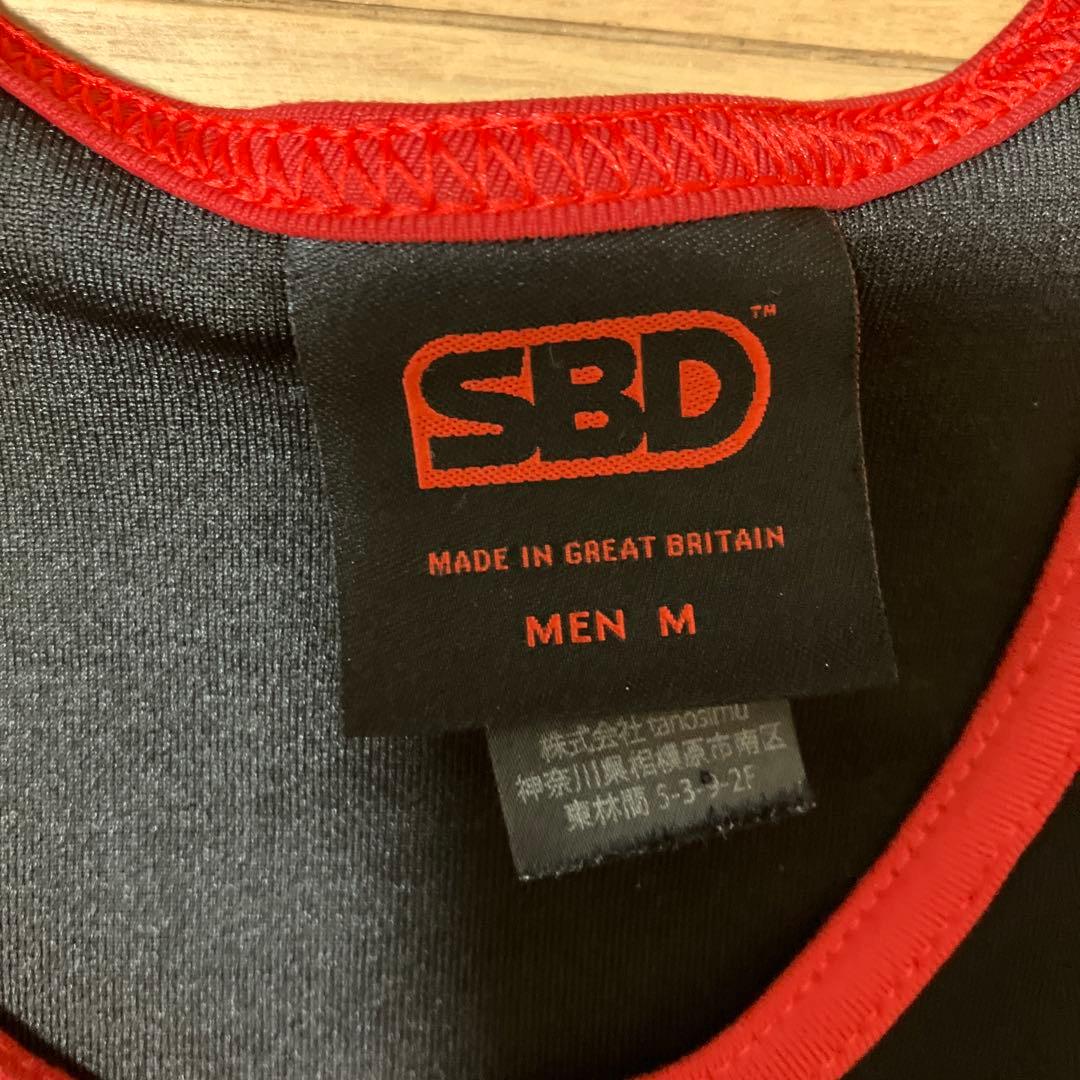 SBD™
MADE IN GREAT BRITAIN
MEN M
株式会社 tanosimu
神奈川県相模原市南区
東林間 5-3-9-2F